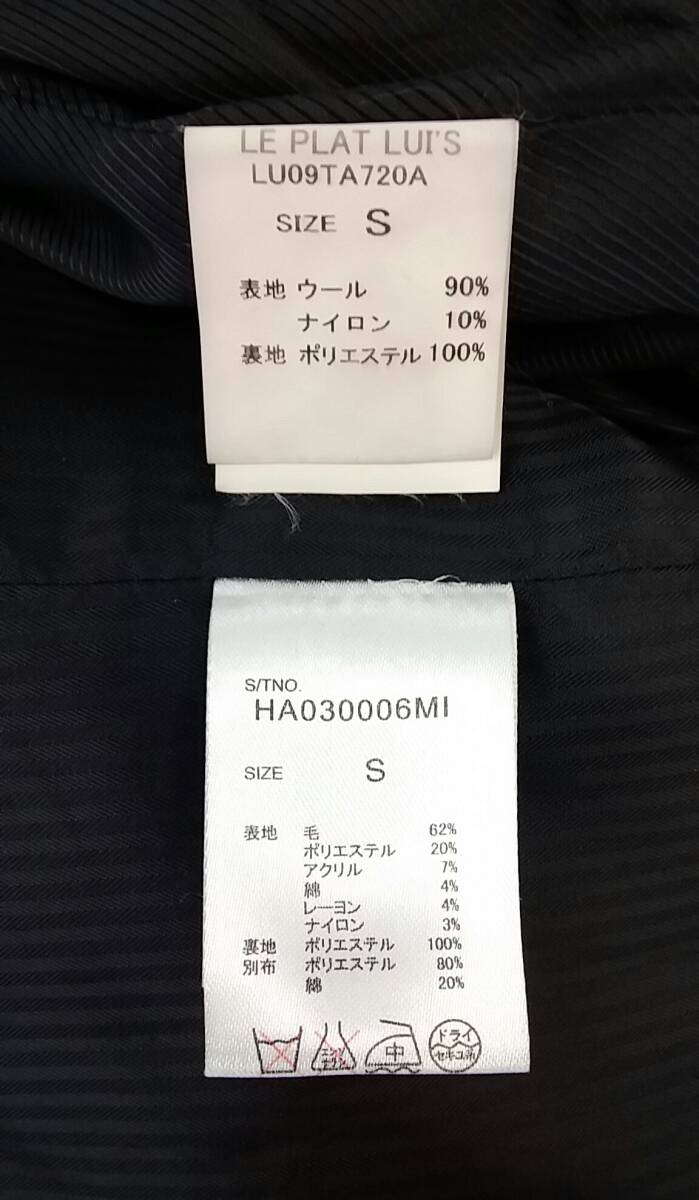 LE PLAT LUI'S
LU09TA720A
SIZE S
表地 ウール 90%
ナイロン 10%
裏地 ポリエステル 100%
S/TNO.
HA030006MI
SIZE S
表地 毛 62%
ポリエステル 20%
アクリル 7%
綿 4%
レーヨン 4%
ナイロン 3%
裏地 ポリエステル 100%
別布 ポリエステル 80%
綿 20%
中 ドライ
セキユ系